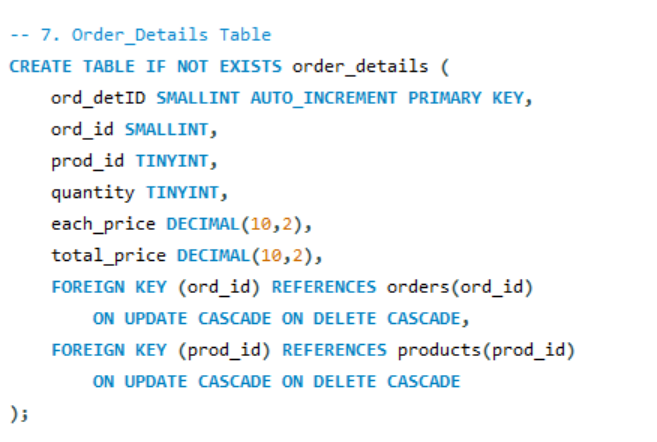 -- 7. Order_Details Table
CREATE TABLE IF NOT EXISTS order_details (
    ord_detID SMALLINT AUTO_INCREMENT PRIMARY KEY,
    ord_id SMALLINT,
    prod_id TINYINT,
    quantity TINYINT,
    each_price DECIMAL(10,2),
    total_price DECIMAL(10,2),
    FOREIGN KEY (ord_id) REFERENCES orders(ord_id)
        ON UPDATE CASCADE ON DELETE CASCADE,
    FOREIGN KEY (prod_id) REFERENCES products(prod_id)
        ON UPDATE CASCADE ON DELETE CASCADE
);